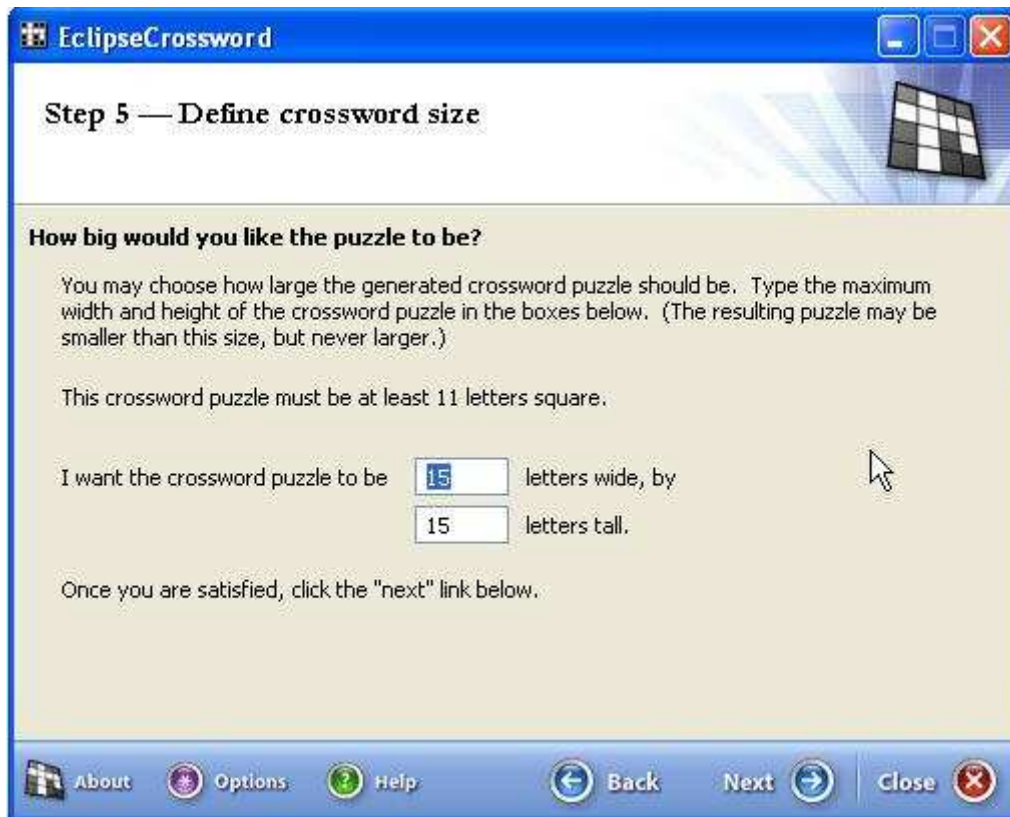 EclipseCrossword
Step 5 — Define crossword size
How big would you like the puzzle to be?
You may choose how large the generated crossword puzzle should be.  Type the maximum
width and height of the crossword puzzle in the boxes below.  (The resulting puzzle may be
smaller than this size, but never larger.)
This crossword puzzle must be at least 11 letters square.
I want the crossword puzzle to be 15 letters wide, by
15 letters tall.
Once you are satisfied, click the "next" link below.
About Options Help Back Next Close